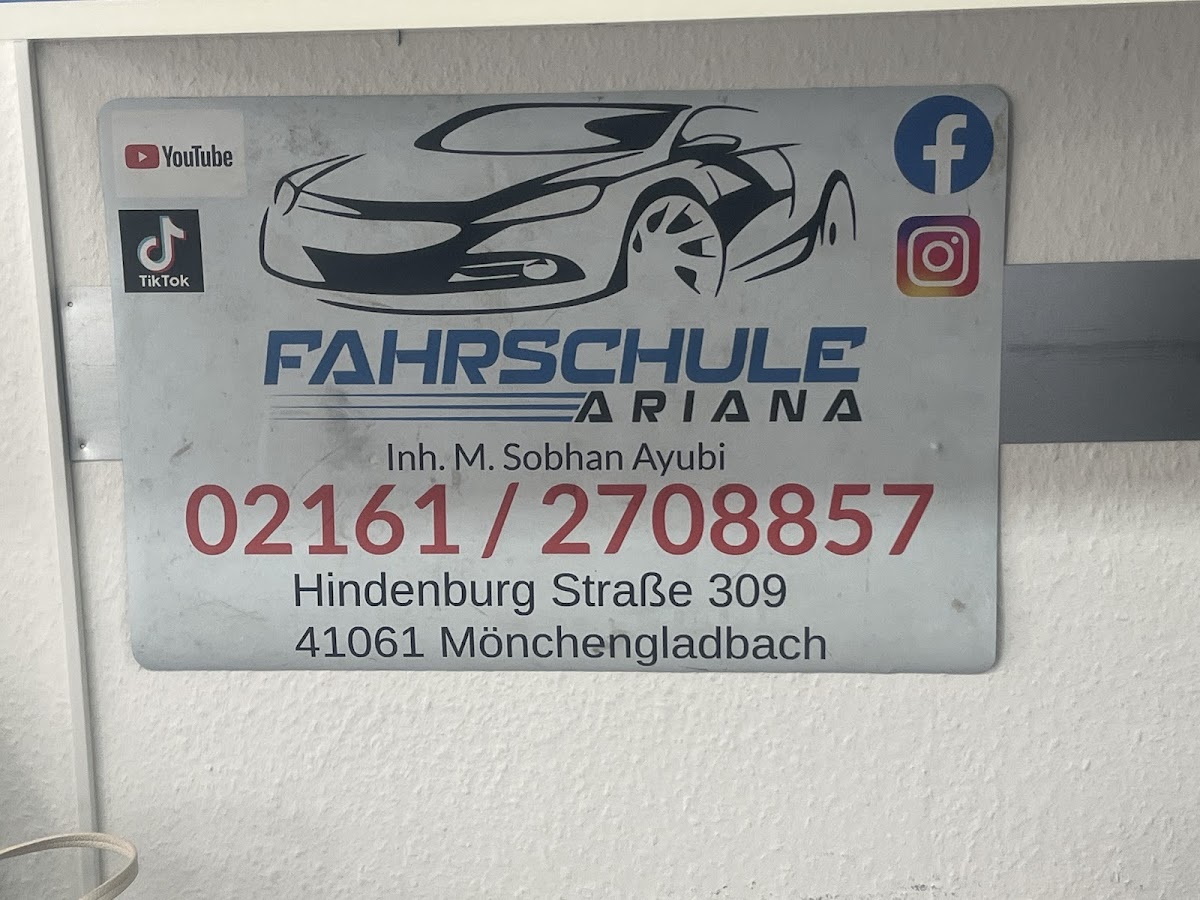 YouTube
TikTok
FAHRSCHULE
ARIANA
Inh. M. Sobhan Ayubi
02161 / 2708857
Hindenburg Straße 309
41061 Mönchengladbach